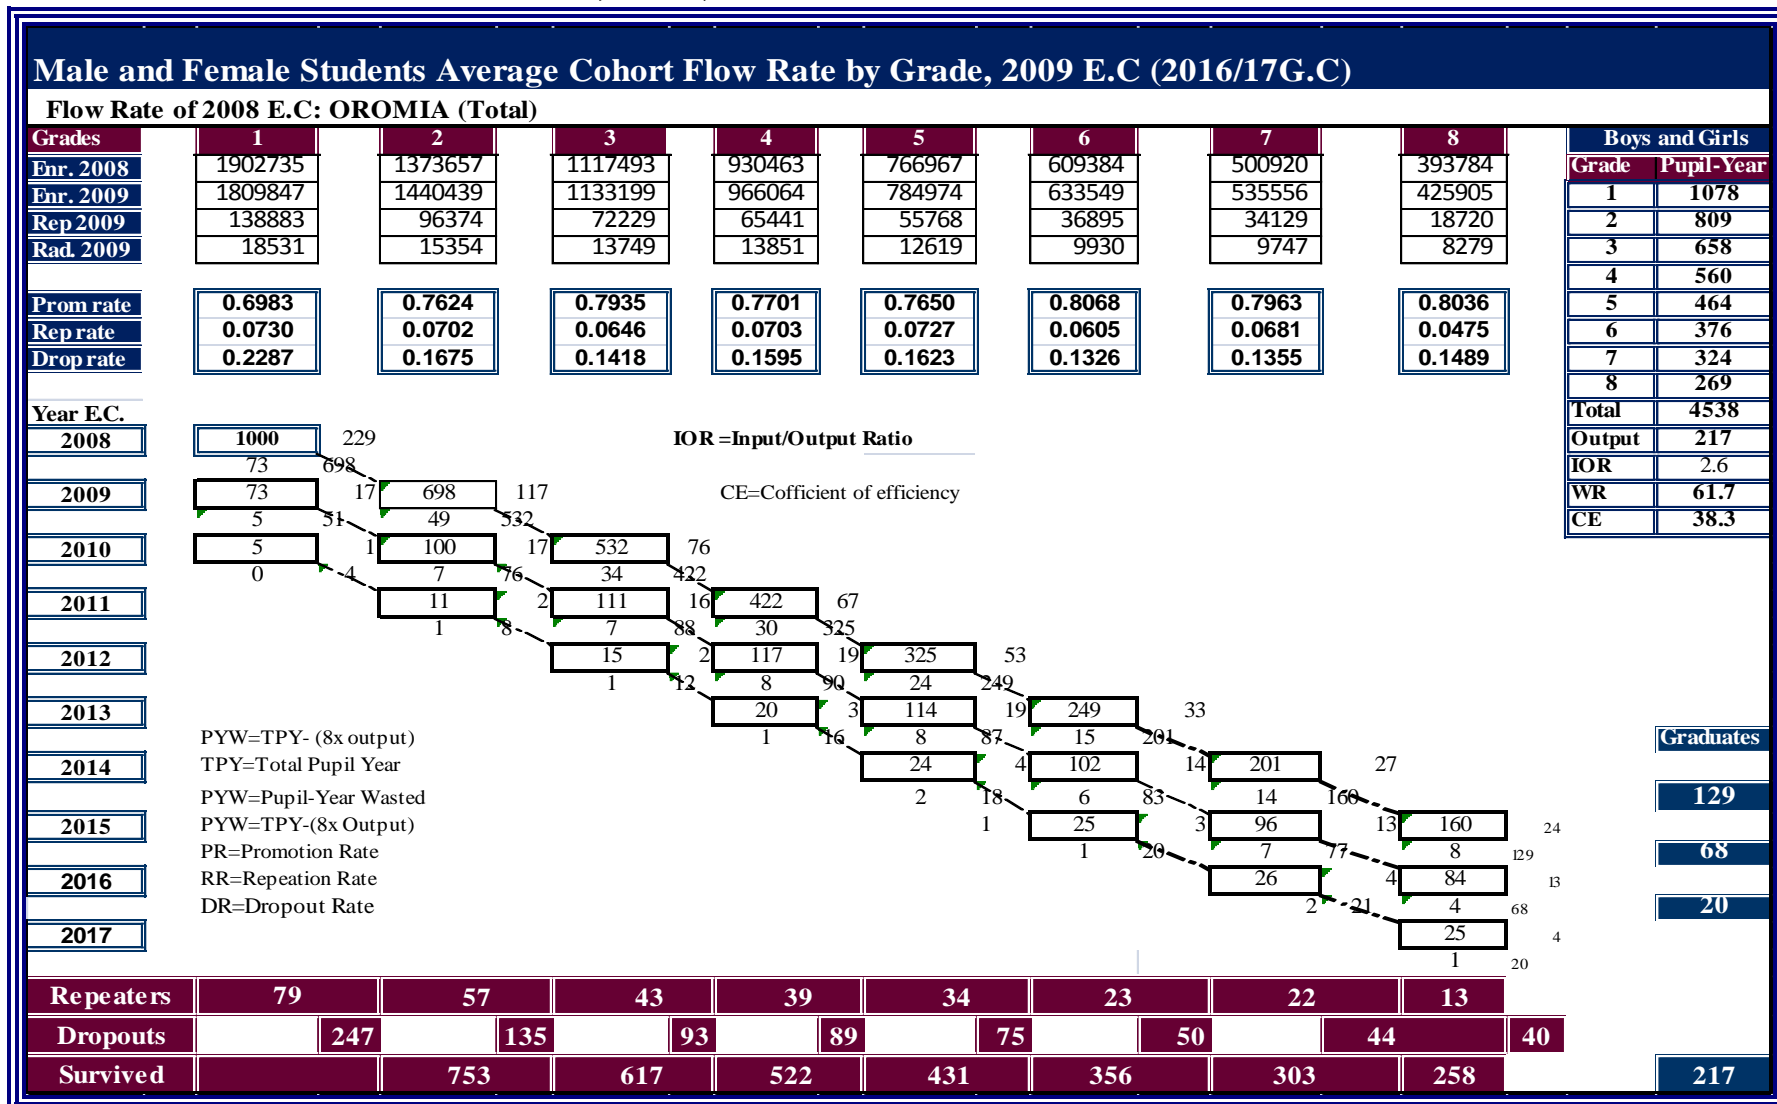 Male and Female Students Average Cohort Flow Rate by Grade, 2009 E.C (2016/17G.C)
Flow Rate of 2008 E.C: OROMIA (Total)
Grades 1 2 3 4 5 6 7 8 Boys and Girls
Enr. 2008 1902735 1373657 1117493 930463 766967 609384 500920 393784 Grade Pupil-Year
Enr. 2009 1809847 1440439 1133199 966064 784974 633549 535556 425905 1 1078
Rep 2009 138883 96374 72229 65441 55768 36895 34129 18720 2 809
Rad. 2009 18531 15354 13749 13851 12619 9930 9747 8279 3 658
4 560
Prom rate 0.6983 0.7624 0.7935 0.7701 0.7650 0.8068 0.7963 0.8036 5 464
Rep rate 0.0730 0.0702 0.0646 0.0703 0.0727 0.0605 0.0681 0.0475 6 376
Drop rate 0.2287 0.1675 0.1418 0.1595 0.1623 0.1326 0.1355 0.1489 7 324
8 269
Year E.C. Total 4538
2008 1000 229 IOR =Input/Output Ratio Output 217
73 698 IOR 2.6
2009 73 17 698 117 CE=Cofficient of efficiency WR 61.7
5 51 49 532 CE 38.3
2010 5 1 100 17 532 76
0 4 7 76 34 422
2011 11 2 111 16 422 67
1 8 7 88 30 325
2012 15 2 117 19 325 53
1 12 8 90 24 249
2013 20 3 114 19 249 33
PYW=TPY- (8x output) 1 16 8 87 15 201 Graduates
2014 TPY=Total Pupil Year 24 4 102 14 201 27
PYW=Pupil-Year Wasted 2 18 6 83 14 160 129
2015 PYW=TPY-(8x Output) 1 25 3 96 13 160 24
PR=Promotion Rate 1 20 7 77 8 129 68
2016 RR=Repeation Rate 26 4 84 13
DR=Dropout Rate 2 21 4 68 20
2017 25 4
1 20
Repeaters 79 57 43 39 34 23 22 13
Dropouts 247 135 93 89 75 50 44 40
Survived 753 617 522 431 356 303 258 217